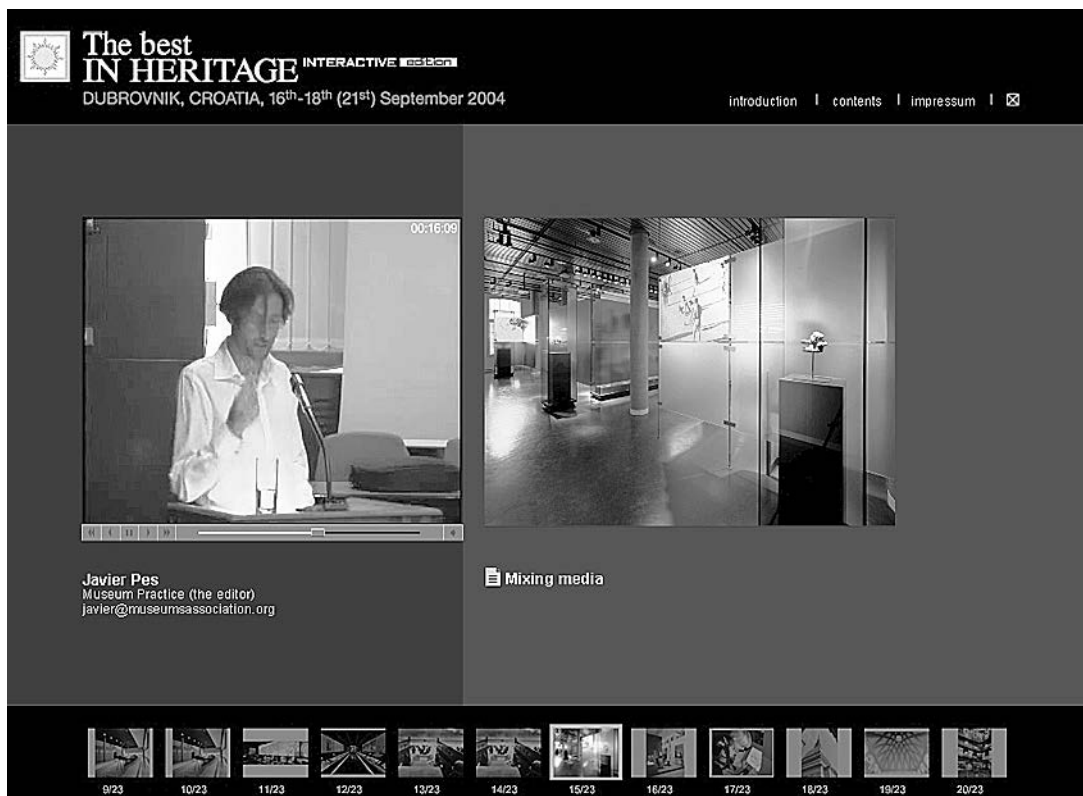 The best
IN HERITAGE INTERACTIVE edition
DUBROVNIK, CROATIA, 16th-18th (21st) September 2004
introduction | contents | impressum |
00:16:09
Javier Pes
Museum Practice (the editor)
javier@museumsassociation.org
Mixing media
9/23 10/23 11/23 12/23 13/23 14/23 15/23 16/23 17/23 18/23 19/23 20/23